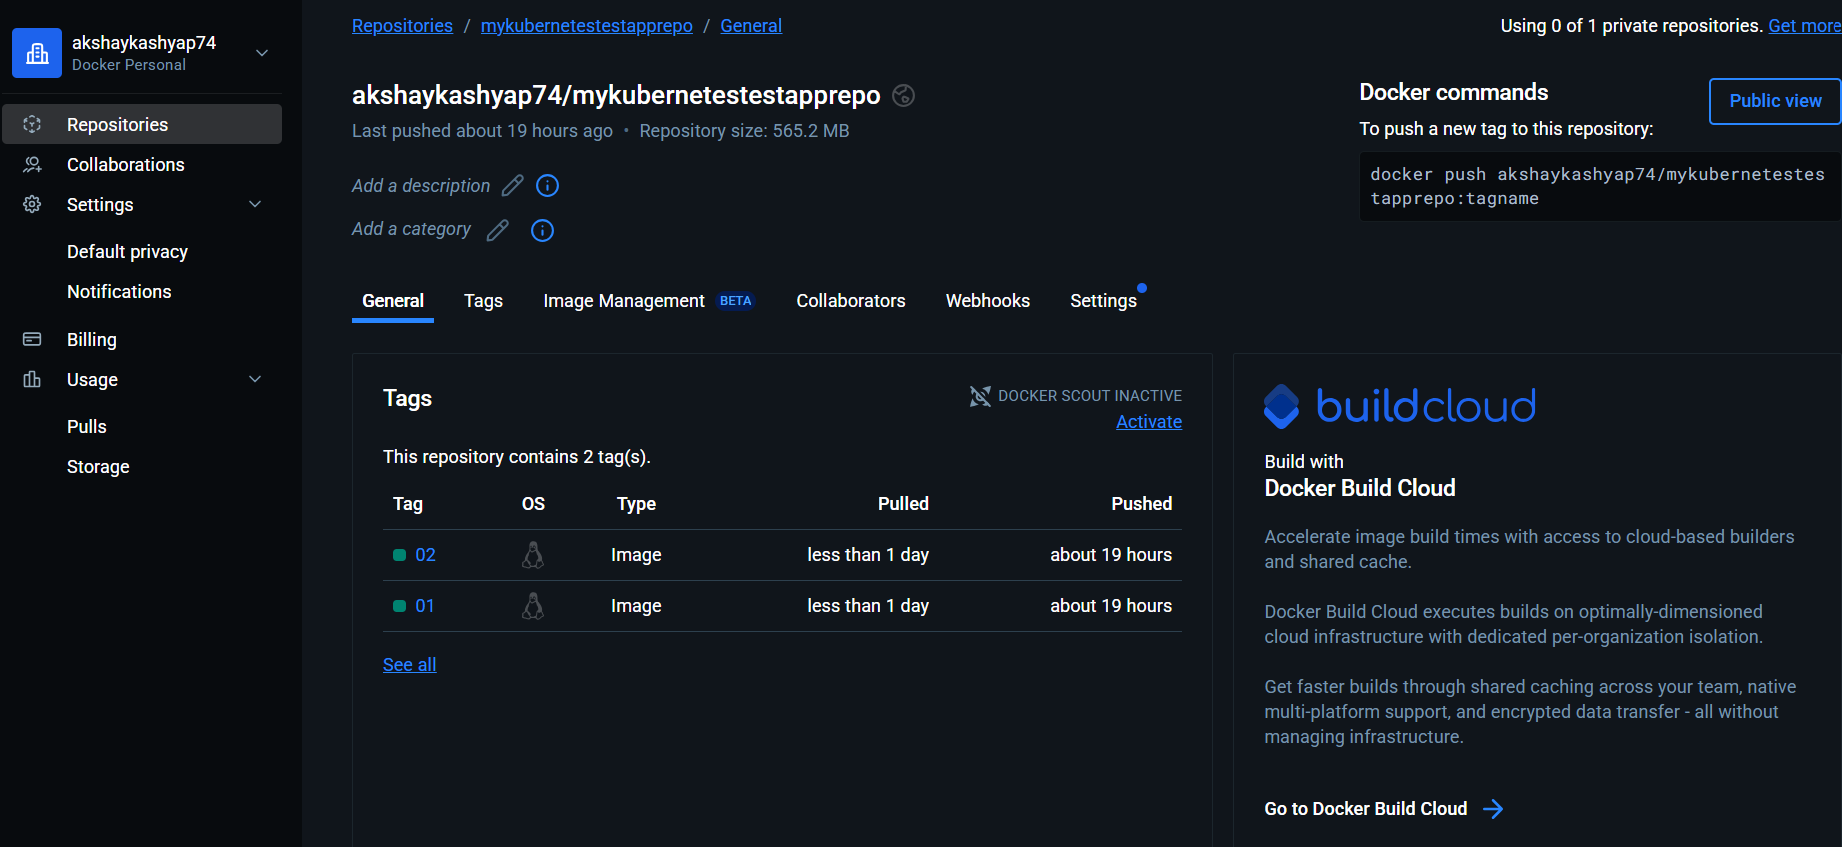 akshaykashyap74
Docker Personal
Repositories
Collaborations
Settings
Default privacy
Notifications
Billing
Usage
Pulls
Storage
Repositories / mykubernetestestapprepo / General
Using 0 of 1 private repositories. Get more
akshaykashyap74/mykubernetestestapprepo
Last pushed about 19 hours ago • Repository size: 565.2 MB
Add a description
Add a category
Docker commands
Public view
To push a new tag to this repository:
docker push akshaykashyap74/mykubernetestes
tapprepo:tagname
General Tags Image Management BETA Collaborators Webhooks Settings
Tags
DOCKER SCOUT INACTIVE
Activate
This repository contains 2 tag(s).
Tag OS Type Pulled Pushed
02 Image less than 1 day about 19 hours
01 Image less than 1 day about 19 hours
See all
buildcloud
Build with
Docker Build Cloud
Accelerate image build times with access to cloud-based builders
and shared cache.
Docker Build Cloud executes builds on optimally-dimensioned
cloud infrastructure with dedicated per-organization isolation.
Get faster builds through shared caching across your team, native
multi-platform support, and encrypted data transfer - all without
managing infrastructure.
Go to Docker Build Cloud